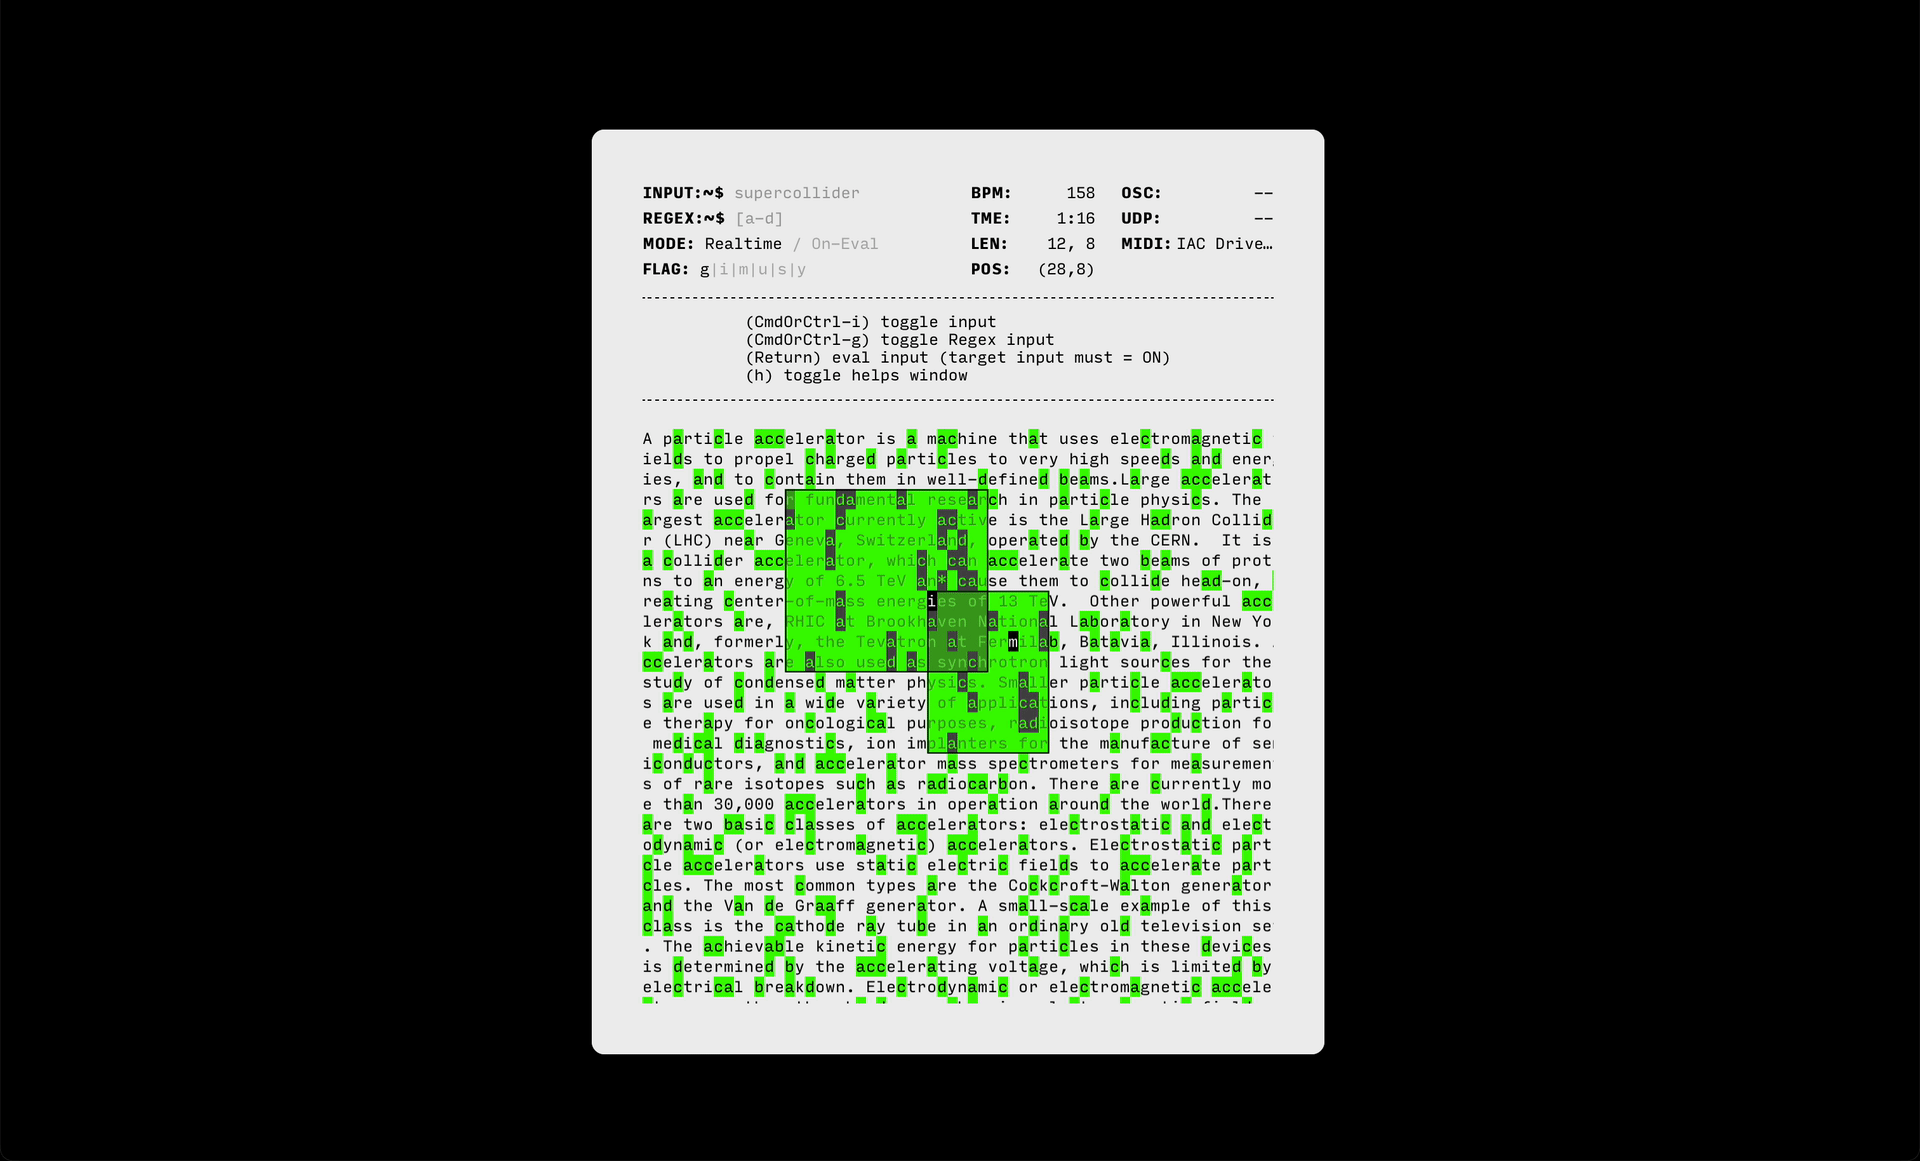 INPUT:~$ supercollider BPM: 158 OSC: --
REGEX:~$ [a-d] TME: 1:16 UDP: --
MODE: Realtime / On-Eval LEN: 12, 8 MIDI: IAC Drive…
FLAG: g|i|m|u|s|y POS: (28,8)
(CmdOrCtrl-i) toggle input
(CmdOrCtrl-g) toggle Regex input
(Return) eval input (target input must = ON)
(h) toggle helps window
A particle accelerator is a machine that uses electromagnetic
ields to propel charged particles to very high speeds and ener
ies, and to contain them in well-defined beams.Large accelerat
rs are used for fundamental research in particle physics. The
argest accelerator currently active is the Large Hadron Collid
r (LHC) near Geneva, Switzerland, operated by the CERN.  It is
a collider accelerator, which can accelerate two beams of prot
ns to an energy of 6.5 TeV an* cause them to collide head-on,
reating center-of-mass energies of 13 TeV.  Other powerful acc
lerators are, RHIC at Brookhaven National Laboratory in New Yo
k and, formerly, the Tevatron at Fermilab, Batavia, Illinois.
ccelerators are also used as synchrotron light sources for the
study of condensed matter physics. Smaller particle accelerato
s are used in a wide variety of applications, including partic
e therapy for oncological purposes, radioisotope production fo
medical diagnostics, ion implanters for the manufacture of se
iconductors, and accelerator mass spectrometers for measuremen
s of rare isotopes such as radiocarbon. There are currently mo
e than 30,000 accelerators in operation around the world.There
are two basic classes of accelerators: electrostatic and elect
odynamic (or electromagnetic) accelerators. Electrostatic part
cle accelerators use static electric fields to accelerate part
cles. The most common types are the Cockcroft-Walton generator
and the Van de Graaff generator. A small-scale example of this
class is the cathode ray tube in an ordinary old television se
. The achievable kinetic energy for particles in these devices
is determined by the accelerating voltage, which is limited by
electrical breakdown. Electrodynamic or electromagnetic accele